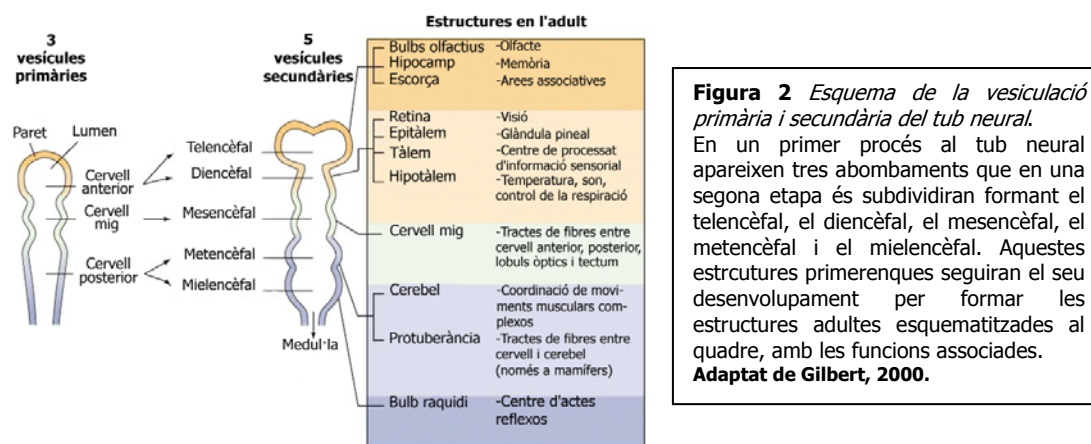 Estructures en l'adult
3
vesícules
primàries
5
vesícules
secundàries
Paret
Lumen
Cervell
anterior
Cervell
mig
Cervell
posterior
Telencèfal
Diencèfal
Mesencèfal
Metencèfal
Mielencèfal
Medul·la
Bulbs olfactius -Olfacte
Hipocamp -Memòria
Escorça -Arees associatives
Retina -Visió
Epitàlem -Glàndula pineal
Tàlem -Centre de processat
d'informació sensorial
Hipotàlem -Temperatura, son,
control de la respiració
Cervell mig -Tractes de fibres entre
cervell anterior, posterior,
lobuls òptics i tectum
Cerebel -Coordinació de movi-
ments musculars com-
plexos
Protuberància -Tractes de fibres entre
cervell i cerebel
(només a mamífers)
Bulb raquidi -Centre d'actes
reflexos
Figura 2 Esquema de la vesiculació
primària i secundària del tub neural.
En un primer procés al tub neural
apareixen tres abombaments que en una
segona etapa és subdividiran formant el
telencèfal, el diencèfal, el mesencèfal, el
metencèfal i el mielencèfal. Aquestes
estrcutures primerenques seguiran el seu
desenvolupament per formar les
estructures adultes esquematitzades al
quadre, amb les funcions associades.
Adaptat de Gilbert, 2000.